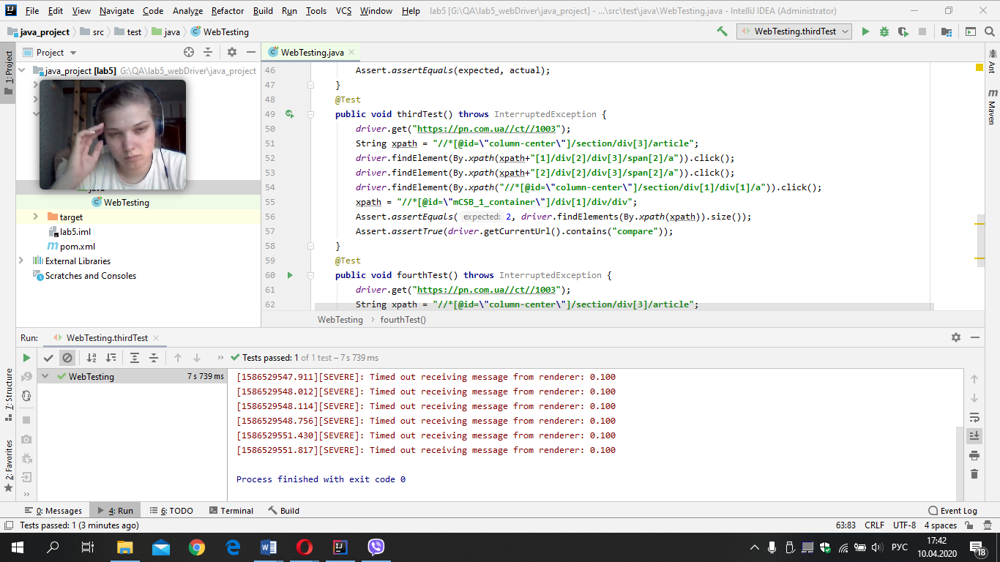 File Edit View Navigate Code Analyze Refactor Build Run Tools VCS Window Help lab5 [G:\QA\lab5_webDriver\java_project] - ...\src\test\java\WebTesting.java - IntelliJ IDEA (Administrator)
java_project src test java WebTesting WebTesting.thirdTest
1: Project
Project
WebTesting.java
java_project [lab5] G:\QA\lab5_webDriver\java_project
java
WebTesting
target
lab5.iml
pom.xml
External Libraries
Scratches and Consoles
46 Assert.assertEquals(expected, actual);
47 }
48 @Test
49 public void thirdTest() throws InterruptedException {
50 driver.get("https://pn.com.ua//ct//1003");
51 String xpath = "//*[@id=\"column-center\"]/section/div[3]/article";
52 driver.findElement(By.xpath(xpath+"[1]/div[2]/div[3]/span[2]/a")).click();
53 driver.findElement(By.xpath(xpath+"[2]/div[2]/div[3]/span[2]/a")).click();
54 driver.findElement(By.xpath("//*[@id=\"column-center\"]/section/div[1]/div[1]/a")).click();
55 xpath = "//*[@id=\"mCSB_1_container\"]/div[1]/div/div";
56 Assert.assertEquals( expected: 2, driver.findElements(By.xpath(xpath)).size());
57 Assert.assertTrue(driver.getCurrentUrl().contains("compare"));
58 }
59 @Test
60 public void fourthTest() throws InterruptedException {
61 driver.get("https://pn.com.ua//ct//1003");
62 String xpath = "//*[@id=\"column-center\"]/section/div[3]/article";
WebTesting fourthTest()
Ant
m Maven
Run: WebTesting.thirdTest
Tests passed: 1 of 1 test – 7 s 739 ms
WebTesting 7 s 739 ms
[1586529547.911][SEVERE]: Timed out receiving message from renderer: 0.100
[1586529548.012][SEVERE]: Timed out receiving message from renderer: 0.100
[1586529548.114][SEVERE]: Timed out receiving message from renderer: 0.100
[1586529548.756][SEVERE]: Timed out receiving message from renderer: 0.100
[1586529551.430][SEVERE]: Timed out receiving message from renderer: 0.100
[1586529551.817][SEVERE]: Timed out receiving message from renderer: 0.100
Process finished with exit code 0
7: Structure
2: Favorites
0: Messages 4: Run 6: TODO Terminal Build Event Log
Tests passed: 1 (3 minutes ago) 63:83 CRLF UTF-8 4 spaces
РУС
17:42
10.04.2020
18